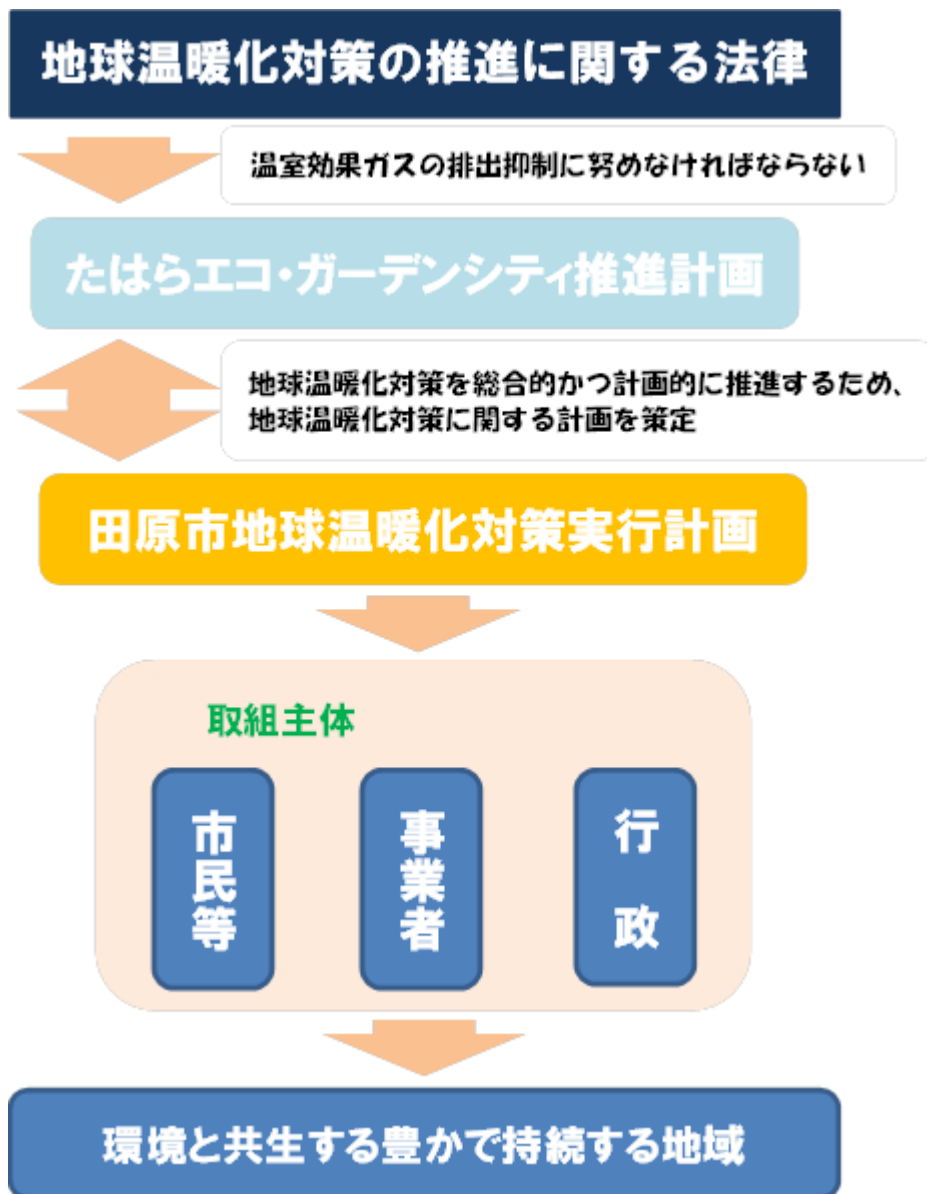 地球温暖化対策の推進に関する法律
温室効果ガスの排出抑制に努めなければならない
たはらエコ・ガーデンシティ推進計画
地球温暖化対策を総合的かつ計画的に推進するため、
地球温暖化対策に関する計画を策定
田原市地球温暖化対策実行計画
取組主体
市民等
事業者
行政
環境と共生する豊かで持続する地域